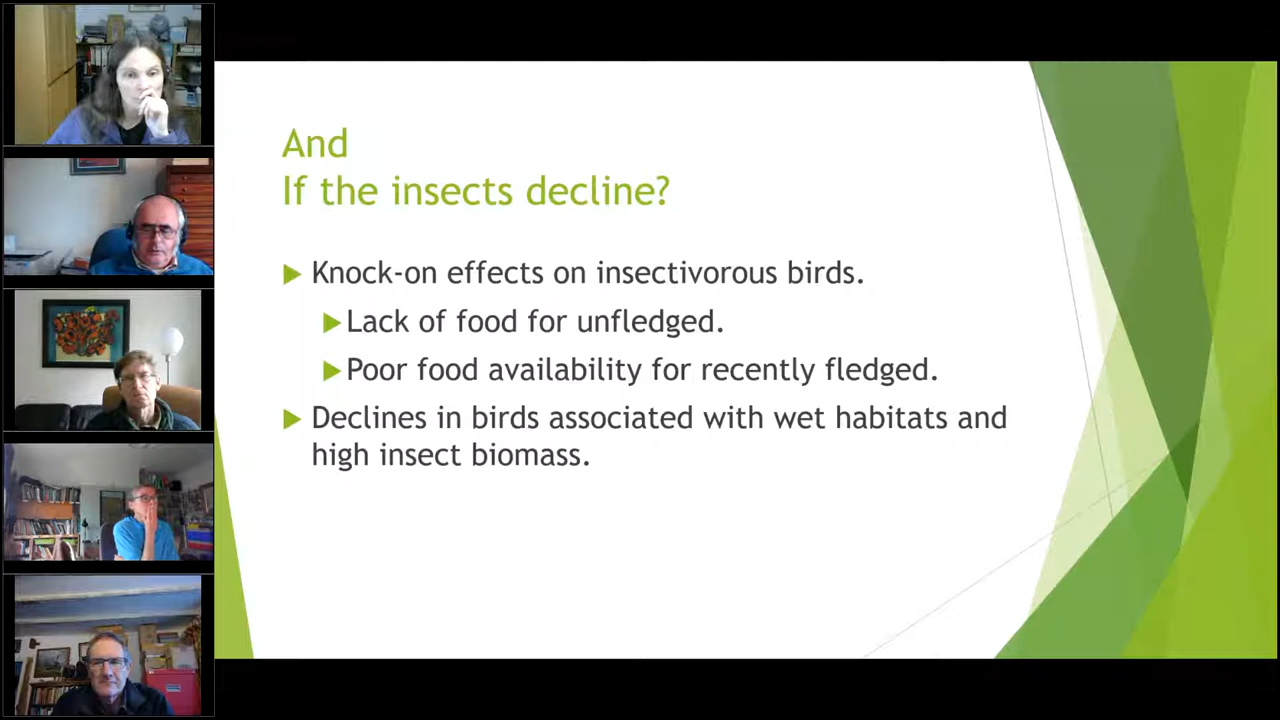 And
If the insects decline?
Knock-on effects on insectivorous birds.
Lack of food for unfledged.
Poor food availability for recently fledged.
Declines in birds associated with wet habitats and
high insect biomass.